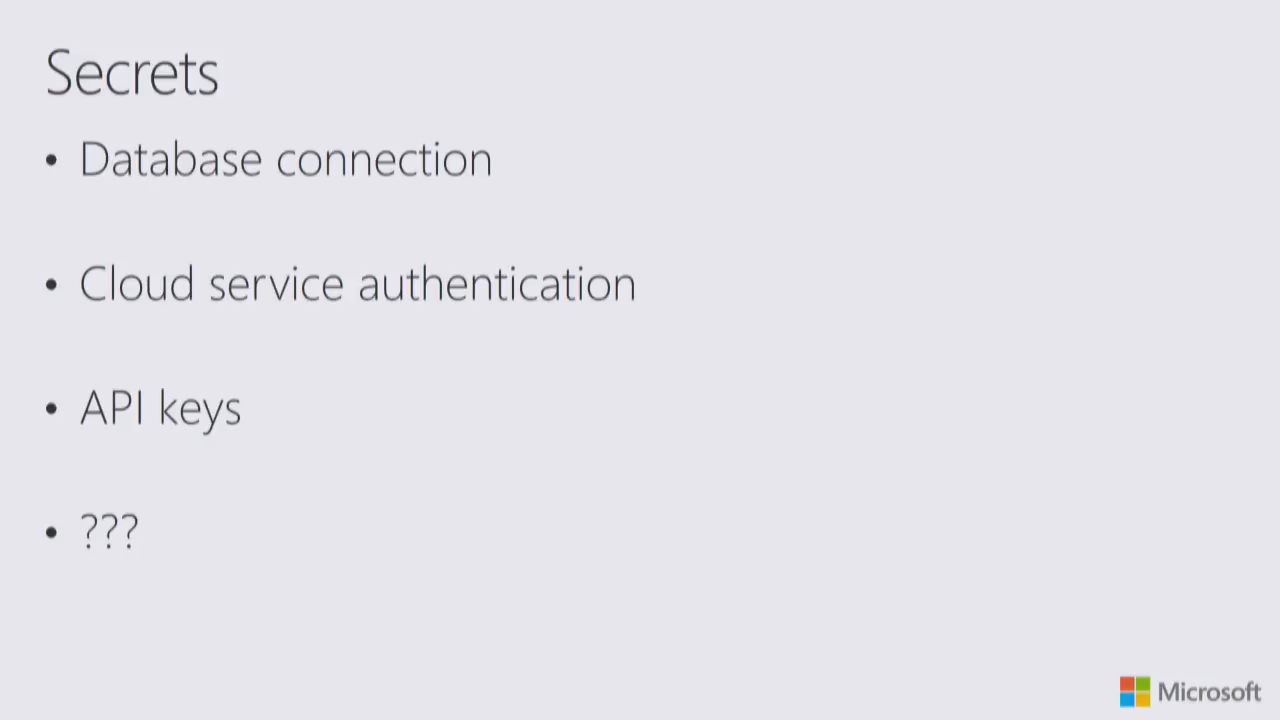 Secrets
• Database connection
• Cloud service authentication
• API keys
• ???
Microsoft